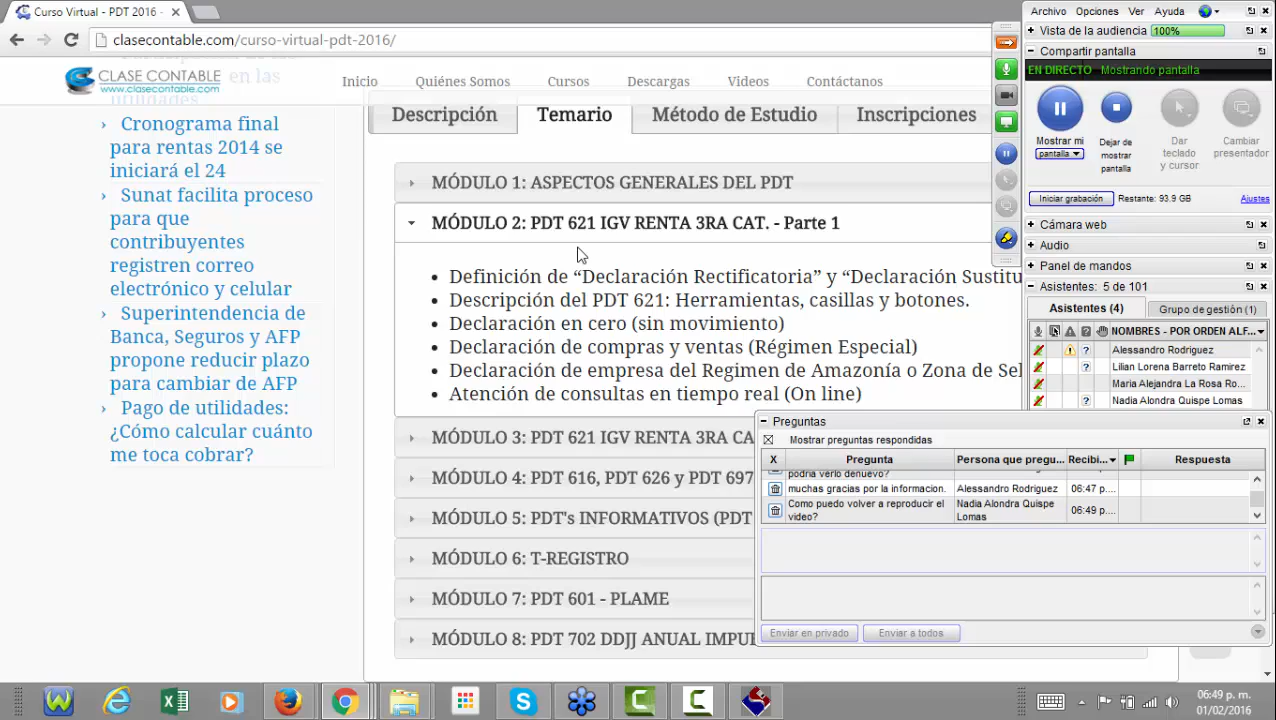 Curso Virtual - PDT 2016 -
clasecontable.com/curso-virtual-pdt-2016/
CLASE CONTABLE
www.clasecontable.com
Inicio
Quiénes Somos
Cursos
Descargas
Videos
Contáctanos
en las
utilidades
Cronograma final
para rentas 2014 se
iniciará el 24
Sunat facilita proceso
para que
contribuyentes
registren correo
electrónico y celular
Superintendencia de
Banca, Seguros y AFP
propone reducir plazo
para cambiar de AFP
Pago de utilidades:
¿Cómo calcular cuánto
me toca cobrar?
Descripción
Temario
Método de Estudio
Inscripciones
MÓDULO 1: ASPECTOS GENERALES DEL PDT
MÓDULO 2: PDT 621 IGV RENTA 3RA CAT. - Parte 1
Definición de “Declaración Rectificatoria” y “Declaración Sustitu
Descripción del PDT 621: Herramientas, casillas y botones.
Declaración en cero (sin movimiento)
Declaración de compras y ventas (Régimen Especial)
Declaración de empresa del Regimen de Amazonía o Zona de Sel
Atención de consultas en tiempo real (On line)
MÓDULO 3: PDT 621 IGV RENTA 3RA CA
MÓDULO 4: PDT 616, PDT 626 y PDT 697
MÓDULO 5: PDT's INFORMATIVOS (PDT
MÓDULO 6: T-REGISTRO
MÓDULO 7: PDT 601 - PLAME
MÓDULO 8: PDT 702 DDJJ ANUAL IMPU
Archivo Opciones Ver Ayuda
Vista de la audiencia 100%
Compartir pantalla
EN DIRECTO Mostrando pantalla
Mostrar mi
pantalla
Dejar de
mostrar
pantalla
Dar
teclado
y cursor
Cambiar
presentador
Iniciar grabación
Restante: 93.9 GB
Ajustes
Cámara web
Audio
Panel de mandos
Asistentes: 5 de 101
Asistentes (4)
Grupo de gestión (1)
NOMBRES - POR ORDEN ALF...
Alessandro Rodriguez
Lilian Lorena Barreto Ramirez
Maria Alejandra La Rosa Ro...
Nadia Alondra Quispe Lomas
Preguntas
Mostrar preguntas respondidas
X Pregunta Persona que pregu... Recibi... Respuesta
podria verlo denuevo?
muchas gracias por la informacion. Alessandro Rodriguez 06:47 p....
Como puedo volver a reproducir el
video?
Nadia Alondra Quispe
Lomas
06:49 p....
Enviar en privado
Enviar a todos
06:49 p. m.
01/02/2016